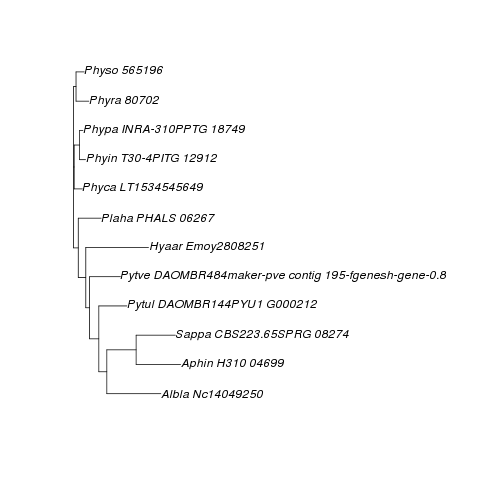 Physo 565196
Phyra 80702
Phypa INRA-310PPTG 18749
Phyin T30-4PITG 12912
Phyca LT1534545649
Plaha PHALS 06267
Hyaar Emoy2808251
Pytve DAOMBR484maker-pve contig 195-fgenesh-gene-0.8
Pytul DAOMBR144PYU1 G000212
Sappa CBS223.65SPRG 08274
Aphin H310 04699
Albla Nc14049250